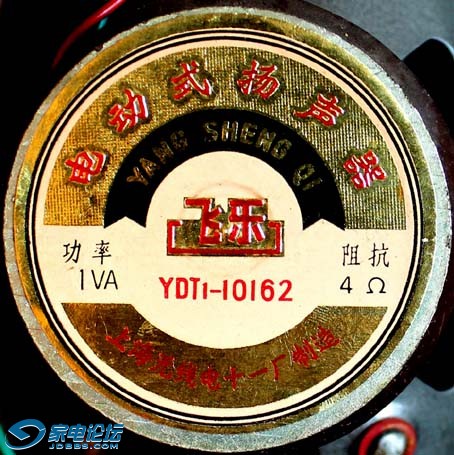 电动式扬声器
YANG SHENG QI
飞乐
功率
1VA
阻抗
4Ω
YDT1-10162
上海无线电十一厂制造
家电论坛
JDBBS.COM